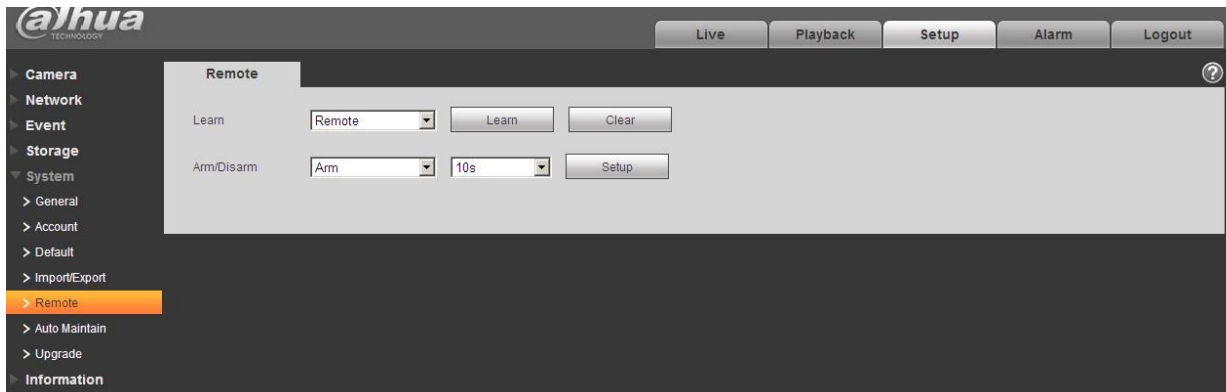 alhua
TECHNOLOGY
Live Playback Setup Alarm Logout
Camera
Network
Event
Storage
System
> General
> Account
> Default
> Import/Export
> Remote
> Auto Maintain
> Upgrade
Information
Remote
?
Learn Remote Learn Clear
Arm/Disarm Arm 10s Setup